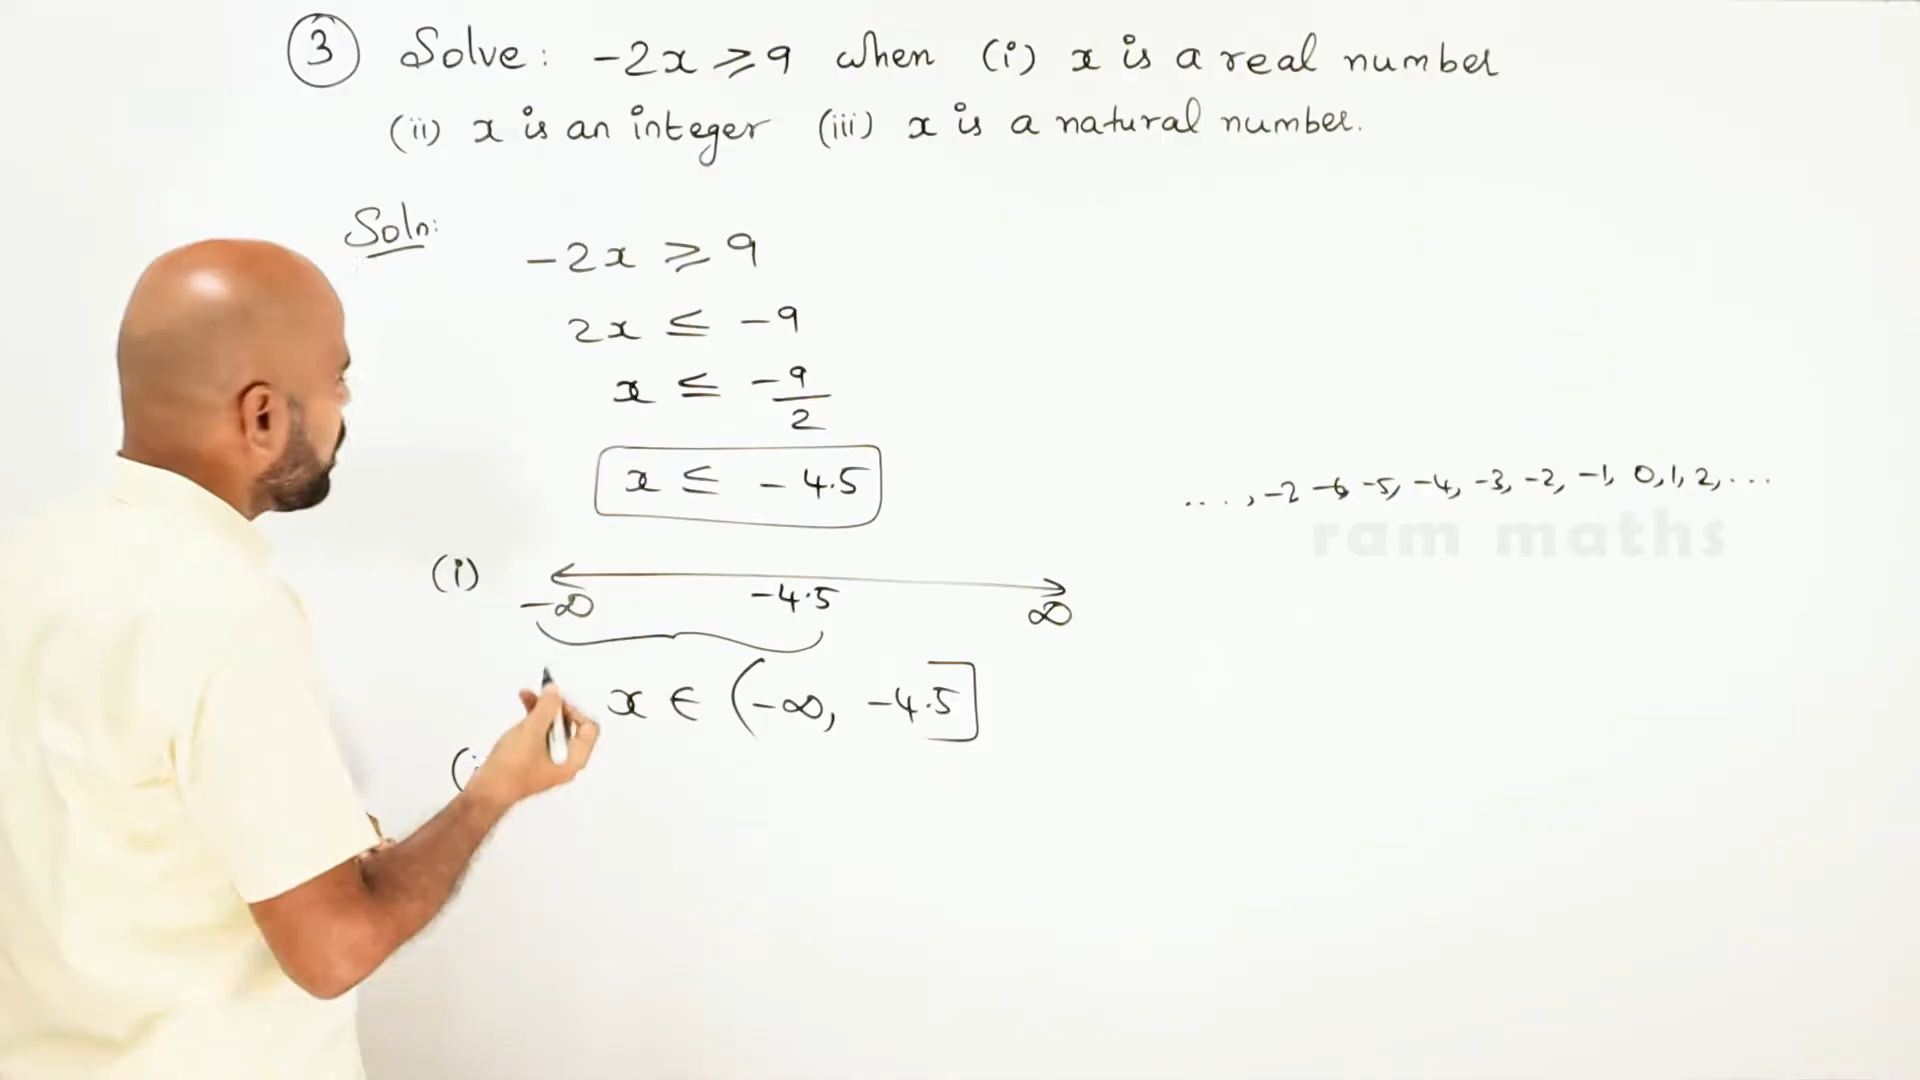 ③ Solve: -2x ≥ 9 when (i) x is a real number
(ii) x is an integer (iii) x is a natural number.
Soln:
-2x ≥ 9
2x ≤ -9
x ≤ -9/2
x ≤ -4.5
..., -2 -6 -5, -4, -3, -2, -1, 0, 1, 2, ...
ram maths
(i)
-∞ -4.5 ∞
x ∈ (-∞, -4.5]